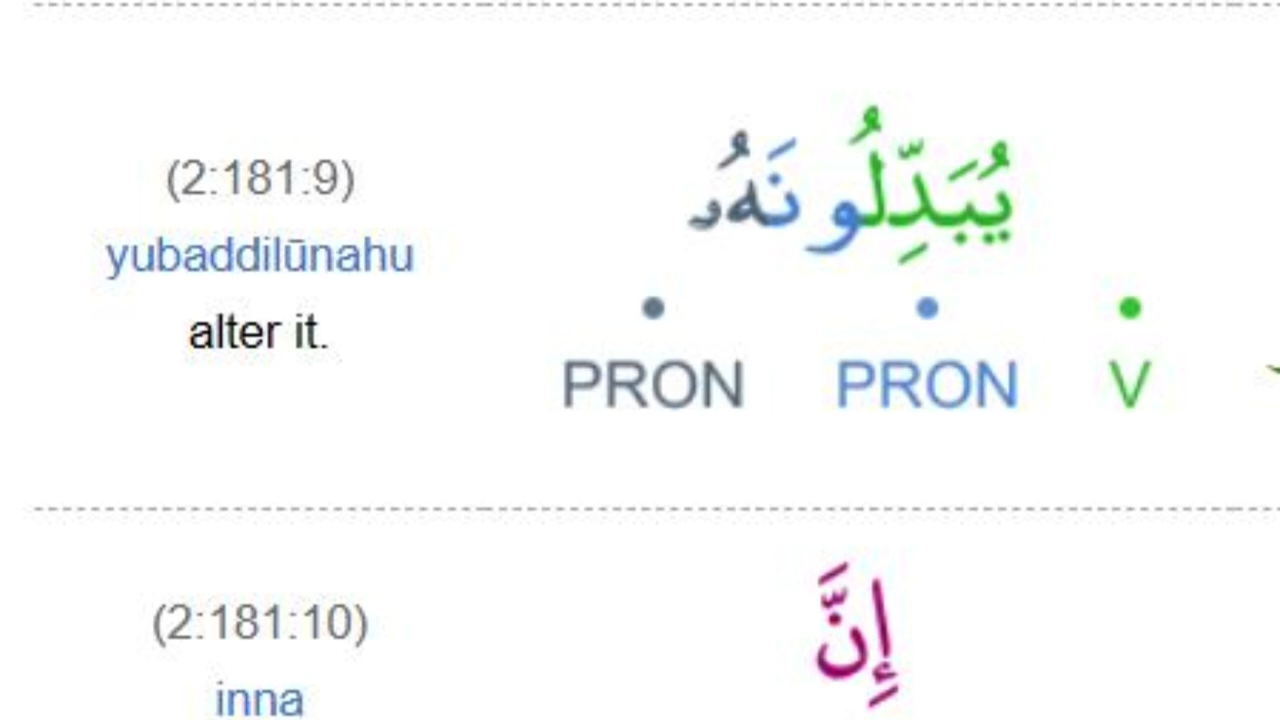 (2:181:9)
yubaddilūnahu
alter it.
يُبَدِّلُونَهُۥ
PRON PRON V
(2:181:10)
inna
إِنَّ